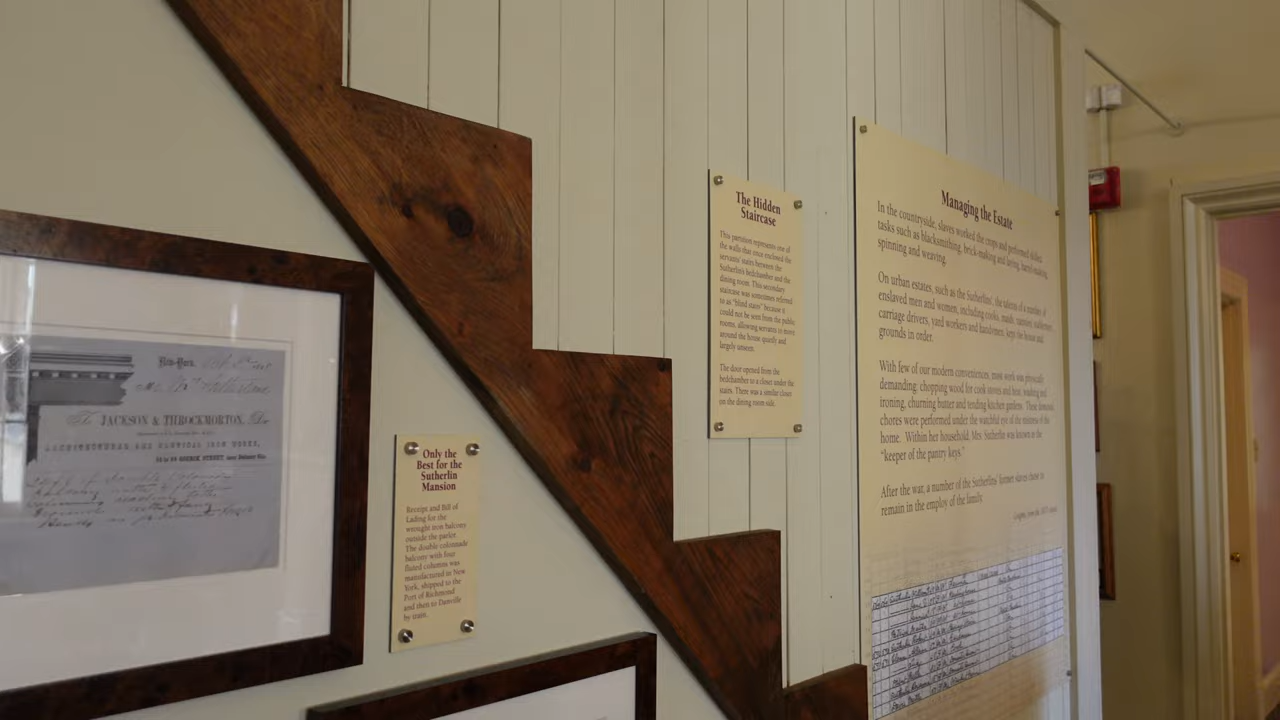 New-York,
To JACKSON & THROCKMORTON, Dr.
ARCHITECTURAL AND PRACTICAL IRON WORKS,
GOERCK STREET,
Only the
Best for the
Sutherlin
Mansion
Receipt and Bill of
Lading for the
wrought iron balcony
outside the parlor.
The double colonnade
balcony with four
fluted columns was
manufactured in New
York, shipped to the
Port of Richmond
and then to Danville
by train.
The Hidden
Staircase
This partition represents one of
the walls that once enclosed the
servants' stairs between the
Sutherlin's bedchamber and the
dining room. This secondary
staircase was sometimes referred
to as "blind stairs" because it
could not be seen from the public
rooms, allowing servants to move
around the house quietly and
largely unseen.
The door opened from the
bedchamber to a closet under the
stairs. There was a similar closet
on the dining room side.
Managing the Estate
In the countryside, slaves worked the crops and performed skilled
tasks such as blacksmithing, brick-making and laying, barrel-making,
spinning and weaving.
On urban estates, such as the Sutherlins', the talents of a number of
enslaved men and women, including cooks, maids, nannies, valets,
carriage drivers, yard workers and handymen, kept the house and
grounds in order.
With few of our modern conveniences, most work was physically
demanding: chopping wood for cook stoves and heat, washing and
ironing, churning butter and tending kitchen gardens. These domestic
chores were performed under the watchful eye of the mistress of the
home. Within her household, Mrs. Sutherlin was known as the
"keeper of the pantry keys."
After the war, a number of the Sutherlins' former slaves chose to
remain in the employ of the family.